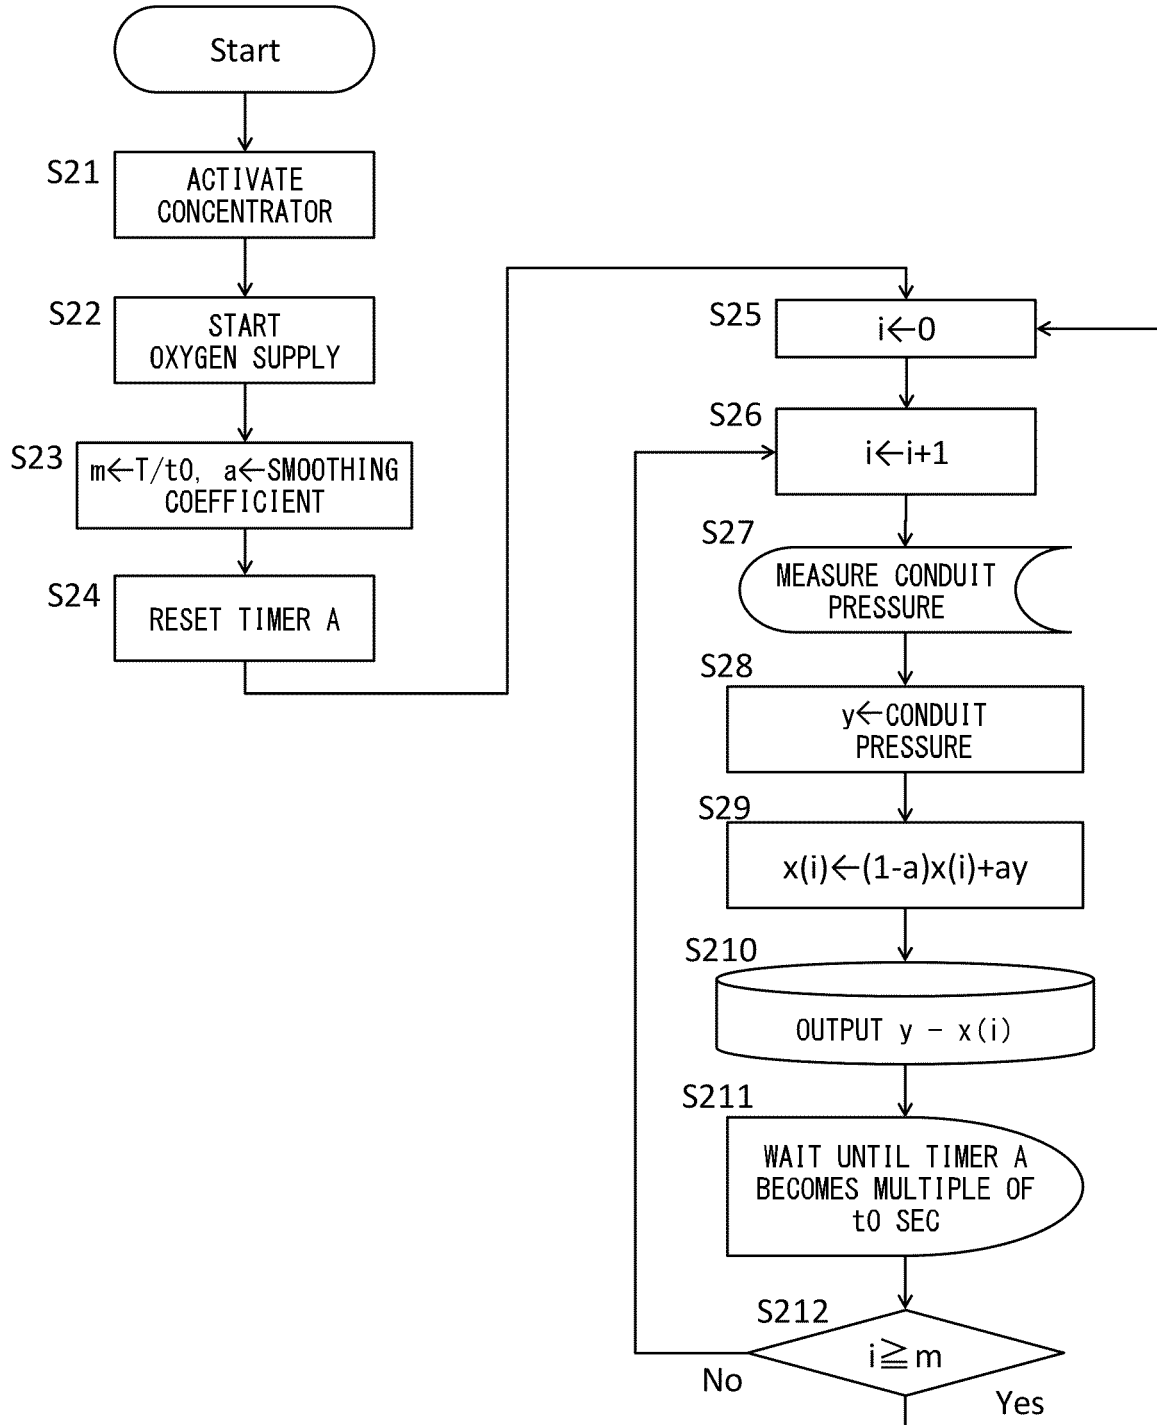 Start
S21
ACTIVATE
CONCENTRATOR
S22
START
OXYGEN SUPPLY
S23
m←T/t0, a←SMOOTHING
COEFFICIENT
S24
RESET TIMER A
S25
i←0
S26
i←i+1
S27
MEASURE CONDUIT
PRESSURE
S28
y←CONDUIT
PRESSURE
S29
x(i)←(1-a)x(i)+ay
S210
OUTPUT y - x(i)
S211
WAIT UNTIL TIMER A
BECOMES MULTIPLE OF
t0 SEC
S212
i≧m
No
Yes